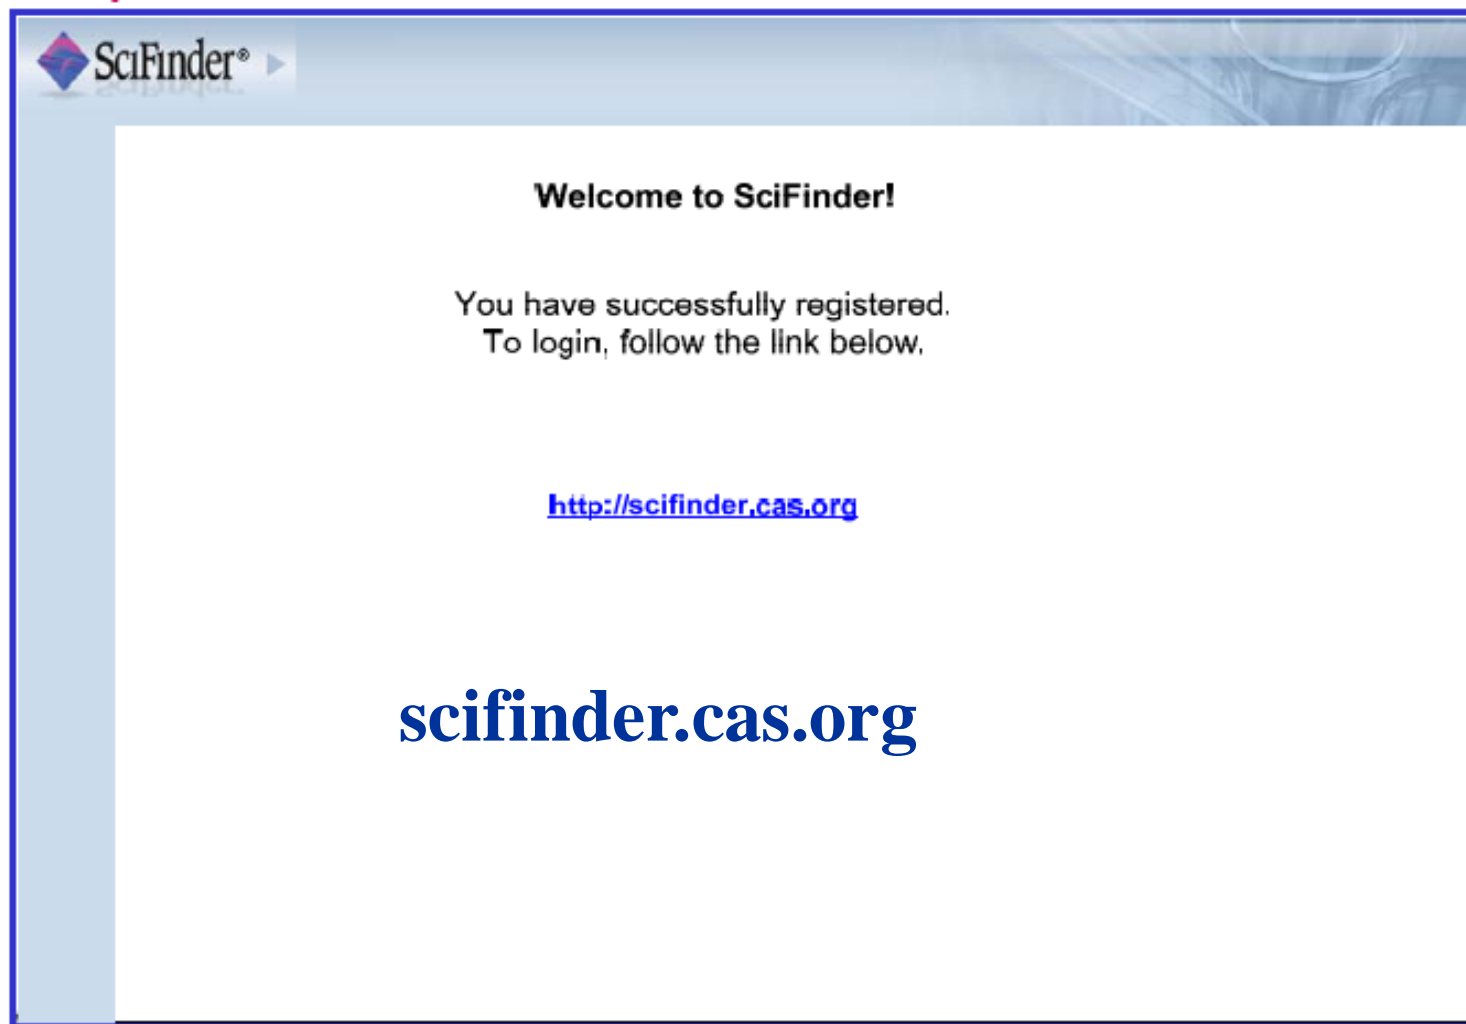 SciFinder®
Welcome to SciFinder!
You have successfully registered.
To login, follow the link below.
http://scifinder.cas.org
scifinder.cas.org